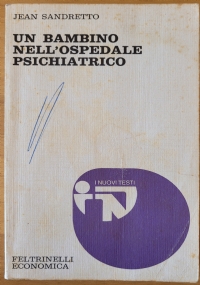 JEAN SANDRETTO
UN BAMBINO
NELL'OSPEDALE
PSICHIATRICO
I NUOVI TESTI
FELTRINELLI
ECONOMICA